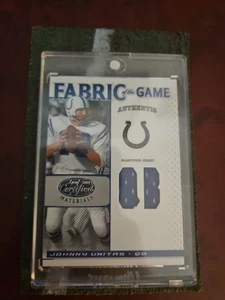 FABRIC of the GAME
AUTHENTIC
Leaf Certified
MATERIALS
JOHNNY UNITAS - QB